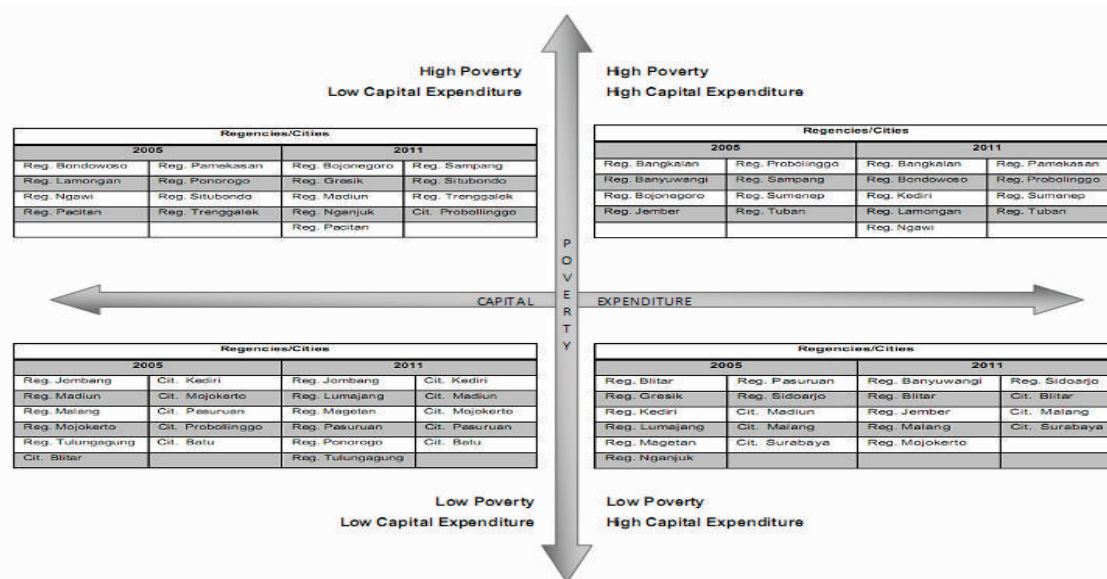 High Poverty
Low Capital Expenditure
High Poverty
High Capital Expenditure
Regencies/Cities
2005 2011
Reg. Bondowoso Reg. Pamekasan Reg. Bojonegoro Reg. Sampang
Reg. Lamongan Reg. Ponorogo Reg. Gresik Reg. Situbondo
Reg. Ngawi Reg. Situbondo Reg. Madiun Reg. Trenggalek
Reg. Pacitan Reg. Trenggalek Reg. Nganjuk Cit. Probollinggo
Reg. Pacitan
Regencies/Cities
2005 2011
Reg. Bangkalan Reg. Probolinggo Reg. Bangkalan Reg. Pamekasan
Reg. Banyuwangi Reg. Sampang Reg. Bondowoso Reg. Probolinggo
Reg. Bojonegoro Reg. Sumenep Reg. Kediri Reg. Sumenep
Reg. Jember Reg. Tuban Reg. Lamongan Reg. Tuban
Reg. Ngawi
POVERTY
CAPITAL EXPENDITURE
Regencies/Cities
2005 2011
Reg. Jombang Cit. Kediri Reg. Jombang Cit. Kediri
Reg. Madiun Cit. Mojokerto Reg. Lumajang Cit. Madiun
Reg. Malang Cit. Pasuruan Reg. Magetan Cit. Mojokerto
Reg. Mojokerto Cit. Probollinggo Reg. Pasuruan Cit. Pasuruan
Reg. Tulungagung Cit. Batu Reg. Ponorogo Cit. Batu
Cit. Blitar Reg. Tulungagung
Regencies/Cities
2005 2011
Reg. Blitar Reg. Pasuruan Reg. Banyuwangi Reg. Sidoarjo
Reg. Gresik Reg. Sidoarjo Reg. Blitar Cit. Blitar
Reg. Kediri Cit. Madiun Reg. Jember Cit. Malang
Reg. Lumajang Cit. Malang Reg. Malang Cit. Surabaya
Reg. Magetan Cit. Surabaya Reg. Mojokerto
Reg. Nganjuk
Low Poverty
Low Capital Expenditure
Low Poverty
High Capital Expenditure